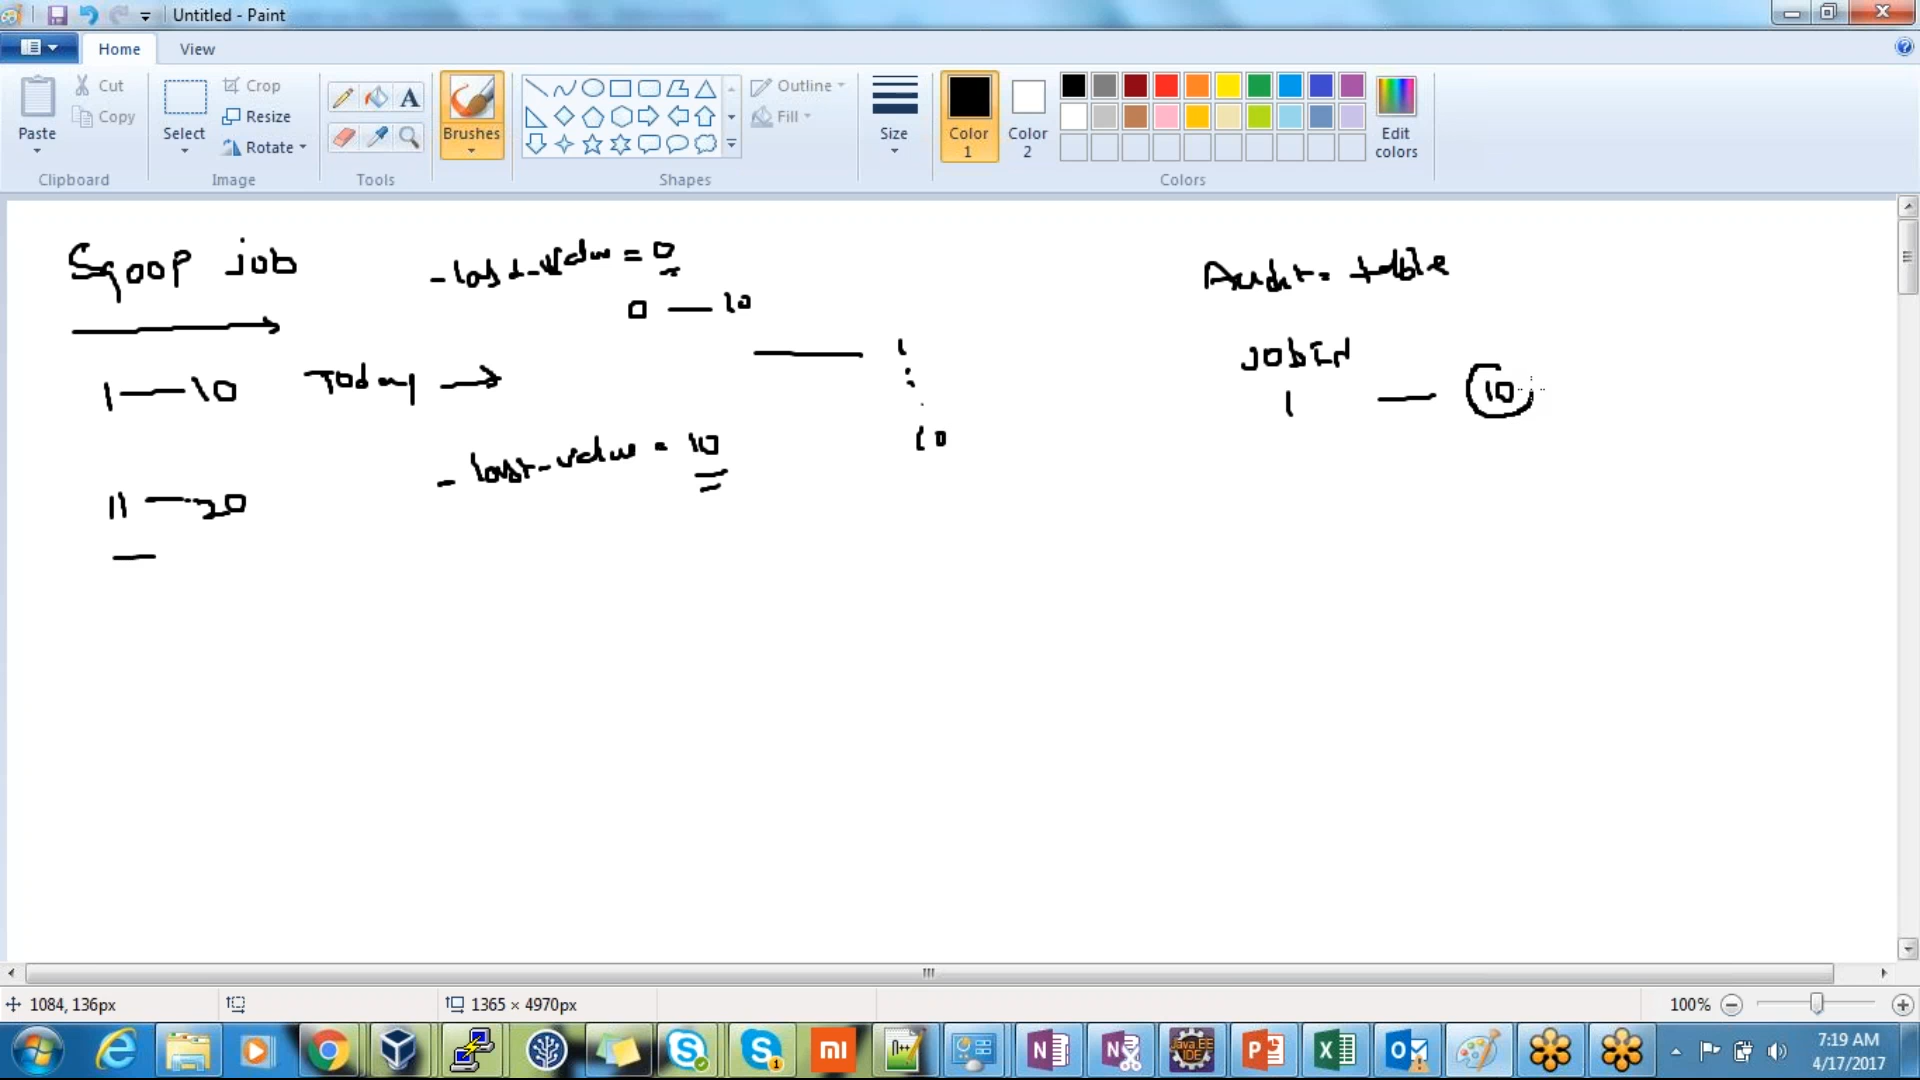 Untitled - Paint
Home
View
Paste
Cut
Copy
Clipboard
Select
Crop
Resize
Rotate
Image
Tools
Brushes
Shapes
Outline
Fill
Size
Color 1
Color 2
Edit colors
Colors
Sqoop job
-last-value = 0
0 — 10
1 — 10
Today →
1
10
-last-value = 10
11 — 20
Audit- table
JobId
1 — 10
1084, 136px
1365 × 4970px
100%
7:19 AM
4/17/2017